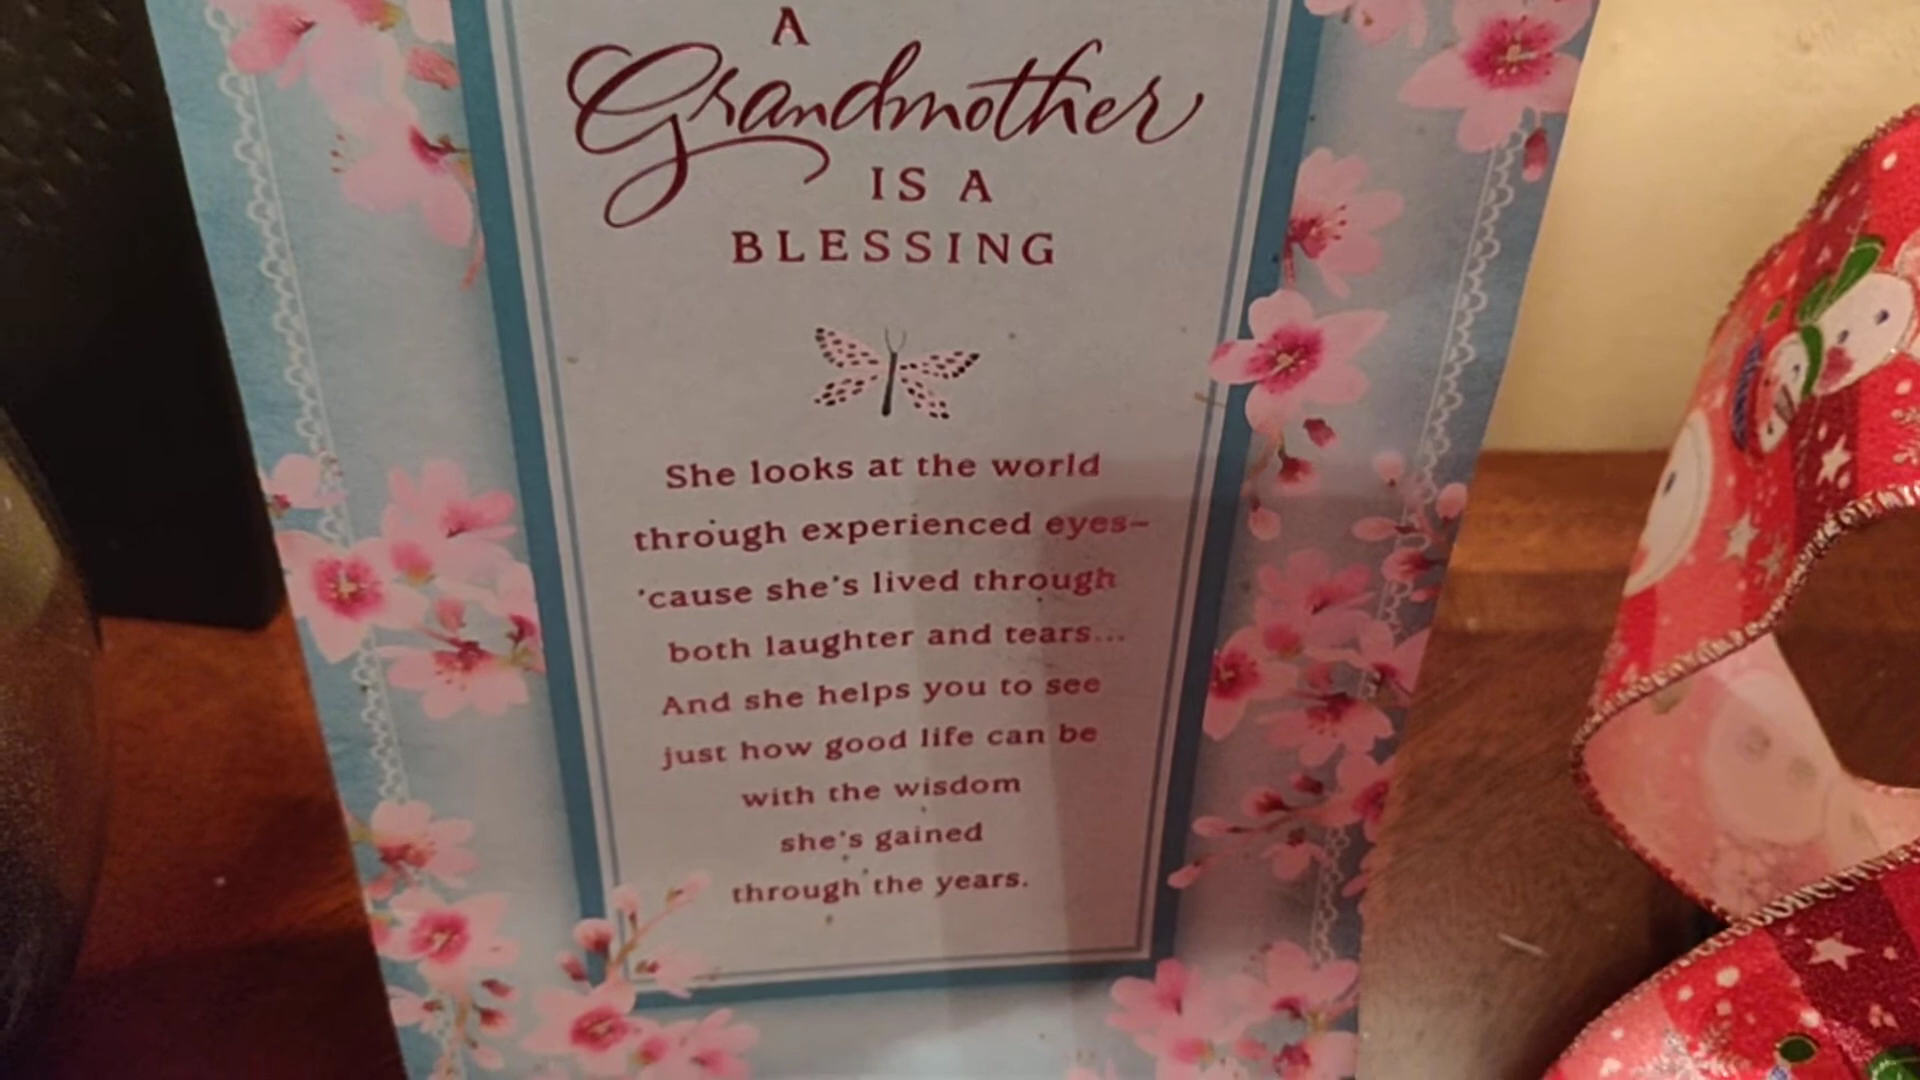 A
Grandmother
IS A
BLESSING
She looks at the world
through experienced eyes–
'cause she's lived through
both laughter and tears...
And she helps you to see
just how good life can be
with the wisdom
she's gained
through the years.